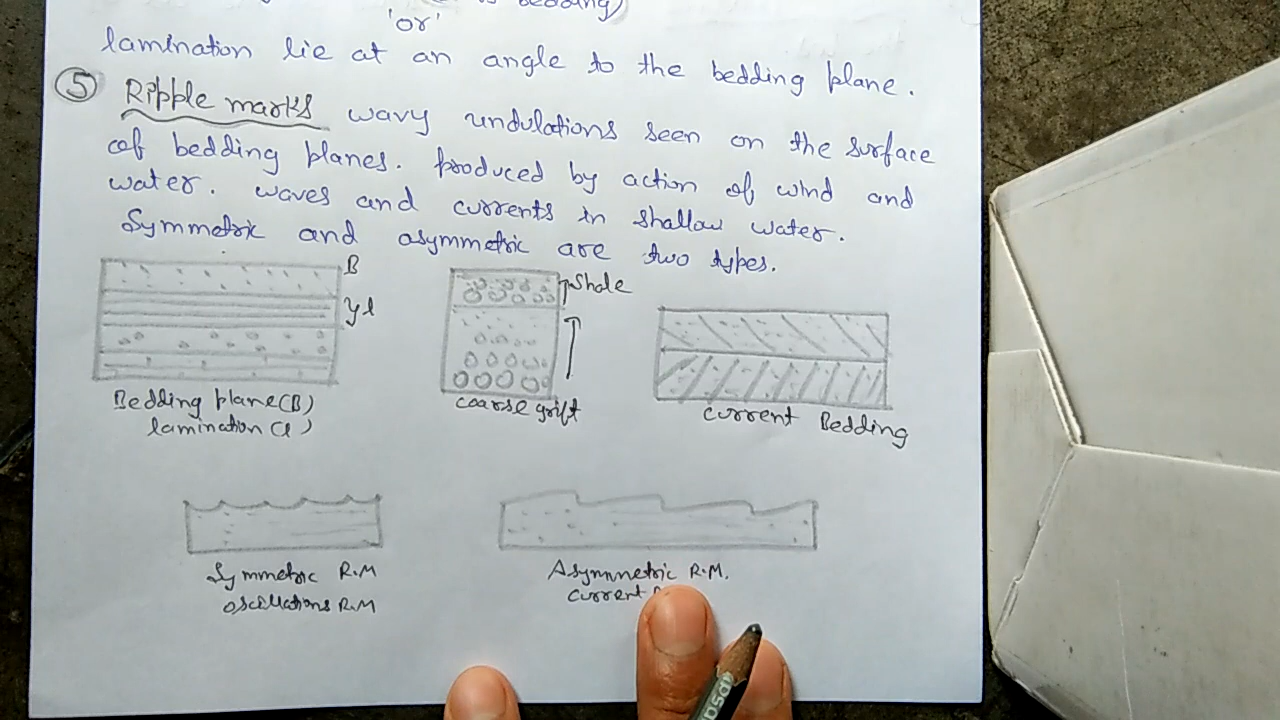 bedding)
'or'
lamination lie at an angle to the bedding plane.
5 Ripple marks wavy undulations seen on the surface
of bedding planes. Produced by action of wind and
water. waves and currents in shallow water.
Symmetric and asymmetric are two types.
B
}l
Shale
Bedding plane(B)
lamination (l)
coarse grift
current Bedding
Symmetric R.M
oscillations R.M
Asymmetric R.M.
current